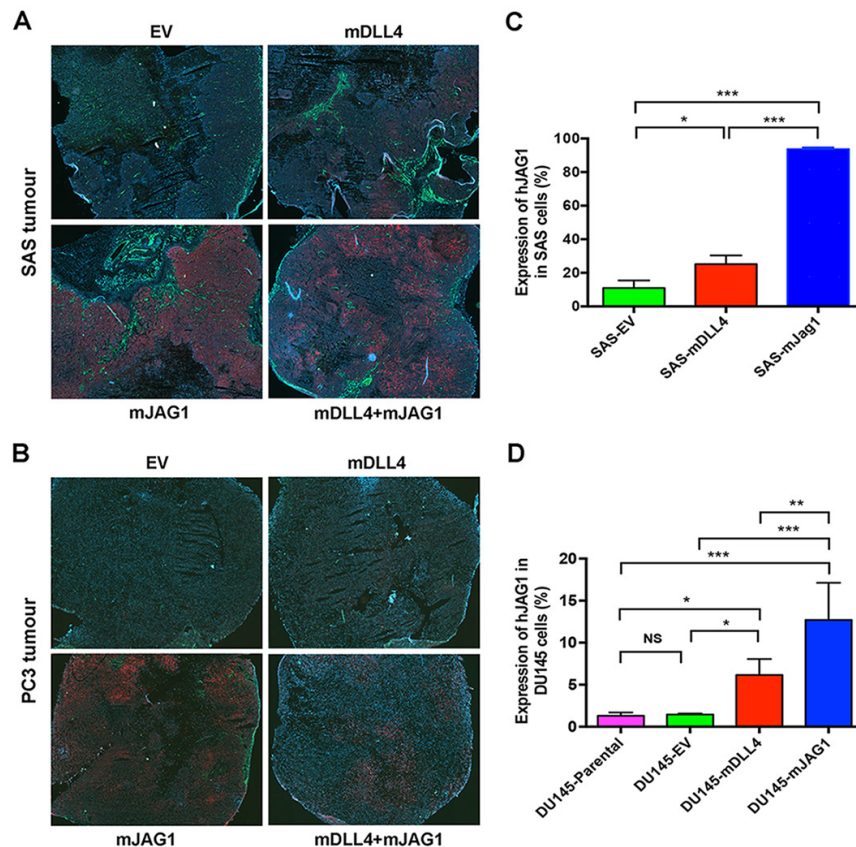 A
EV
mDLL4
SAS tumour
mJAG1
mDLL4+mJAG1
B
EV
mDLL4
PC3 tumour
mJAG1
mDLL4+mJAG1
C
***
*
***
Expression of hJAG1
in SAS cells (%)
100
80
60
40
20
0
SAS-EV
SAS-mDLL4
SAS-mJag1
D
**
***
***
*
NS
*
Expression of hJAG1 in
DU145 cells (%)
20
15
10
5
0
DU145-Parental
DU145-EV
DU145-mDLL4
DU145-mJAG1